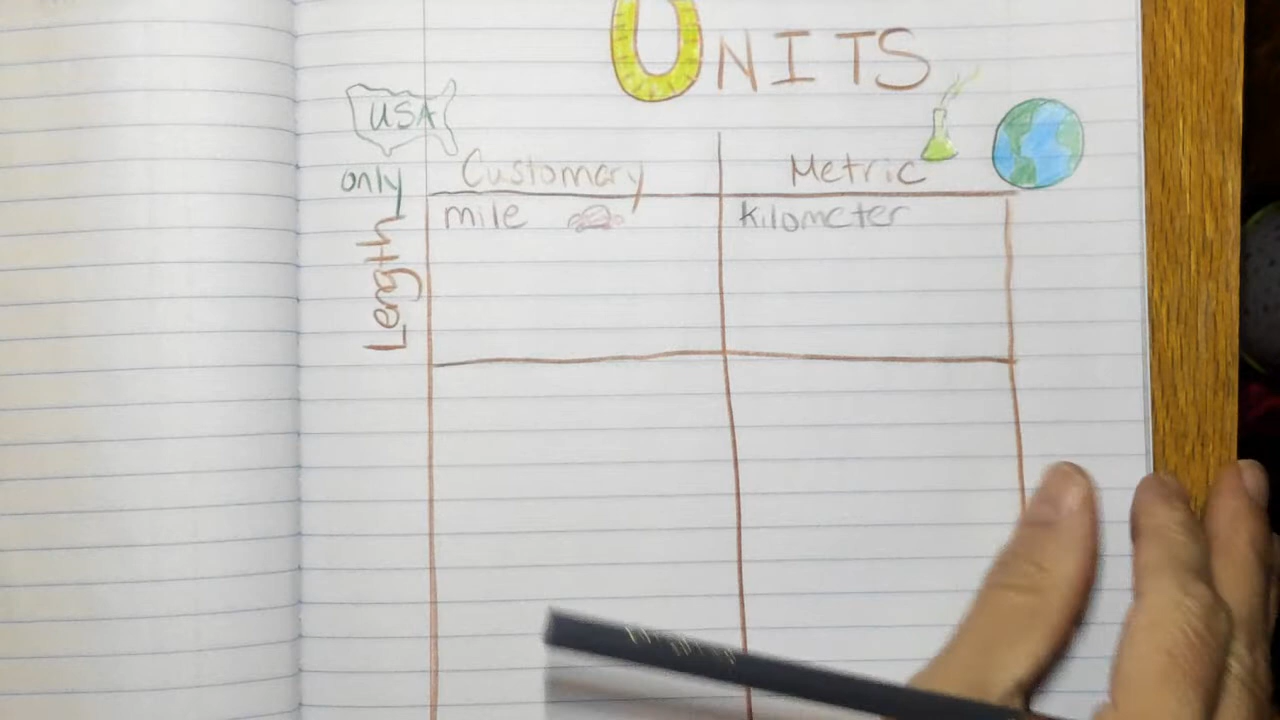 UNITS
USA
only
Customary
Metric
Length
mile
kilometer